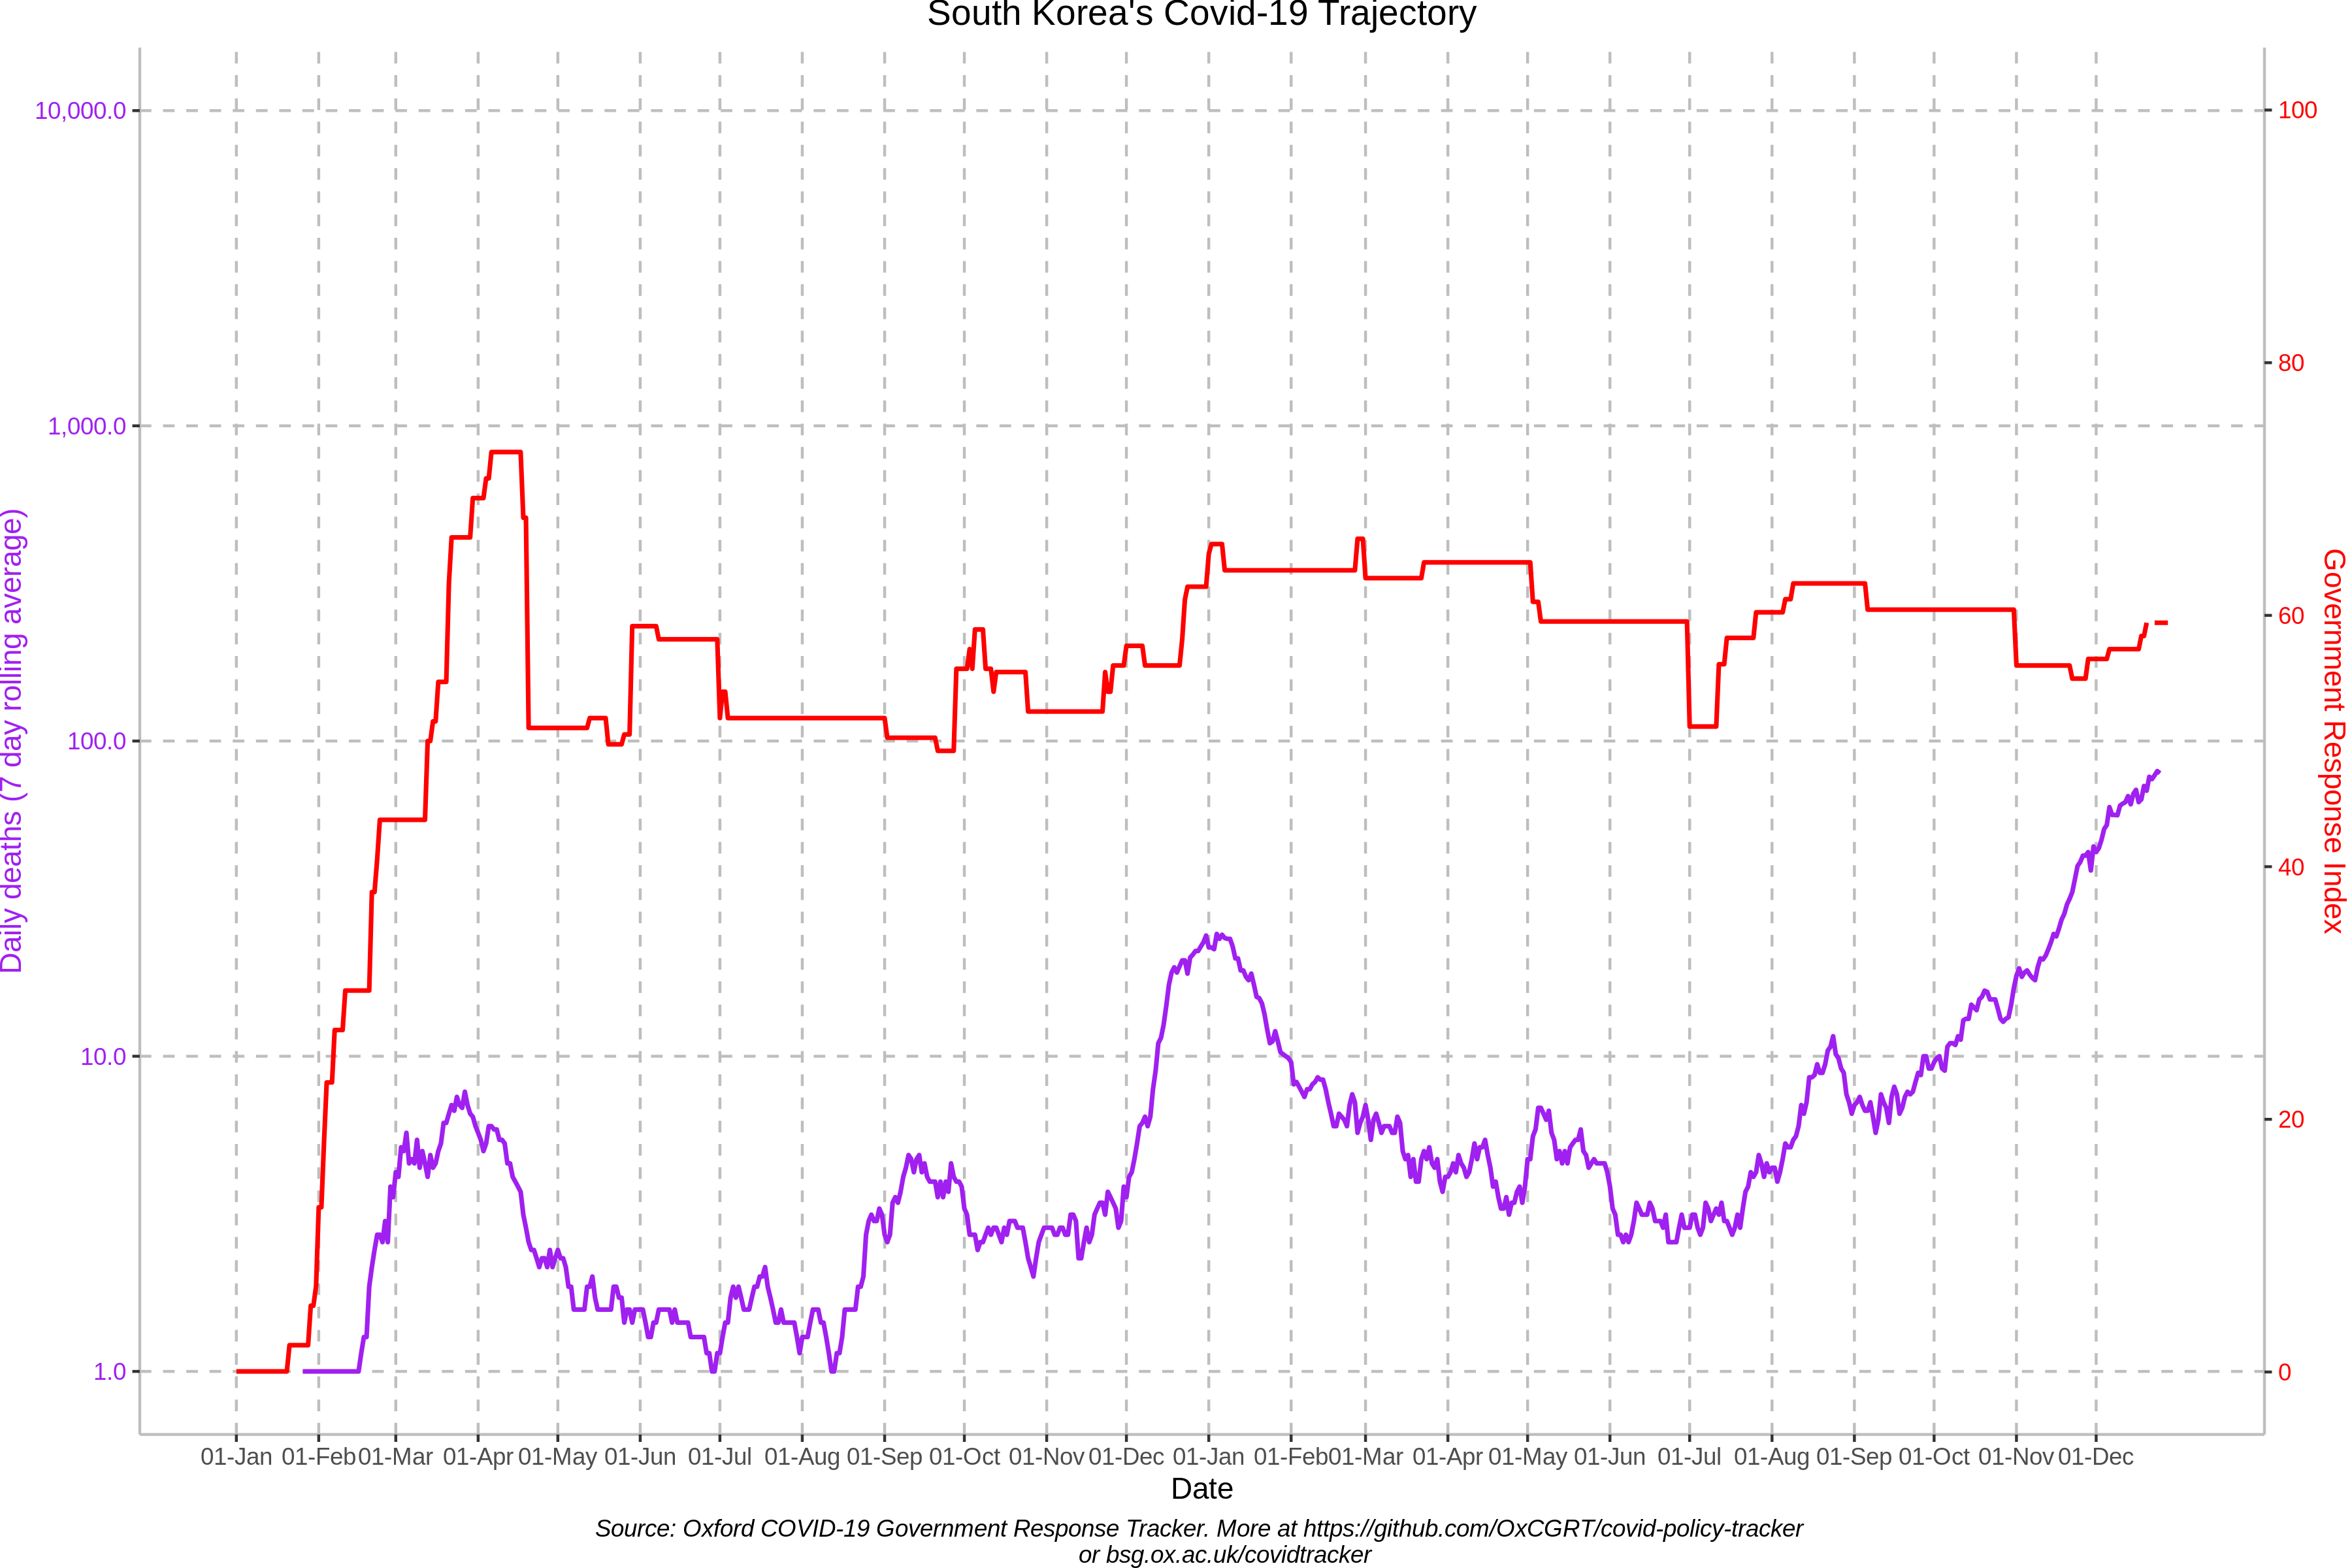 South Korea's Covid-19 Trajectory
10,000.0
1,000.0
100.0
10.0
1.0
Daily deaths (7 day rolling average)
100
80
60
40
20
0
Government Response Index
01-Jan 01-Feb 01-Mar 01-Apr 01-May 01-Jun 01-Jul 01-Aug 01-Sep 01-Oct 01-Nov 01-Dec 01-Jan 01-Feb 01-Mar 01-Apr 01-May 01-Jun 01-Jul 01-Aug 01-Sep 01-Oct 01-Nov 01-Dec
Date
Source: Oxford COVID-19 Government Response Tracker. More at https://github.com/OxCGRT/covid-policy-tracker
or bsg.ox.ac.uk/covidtracker